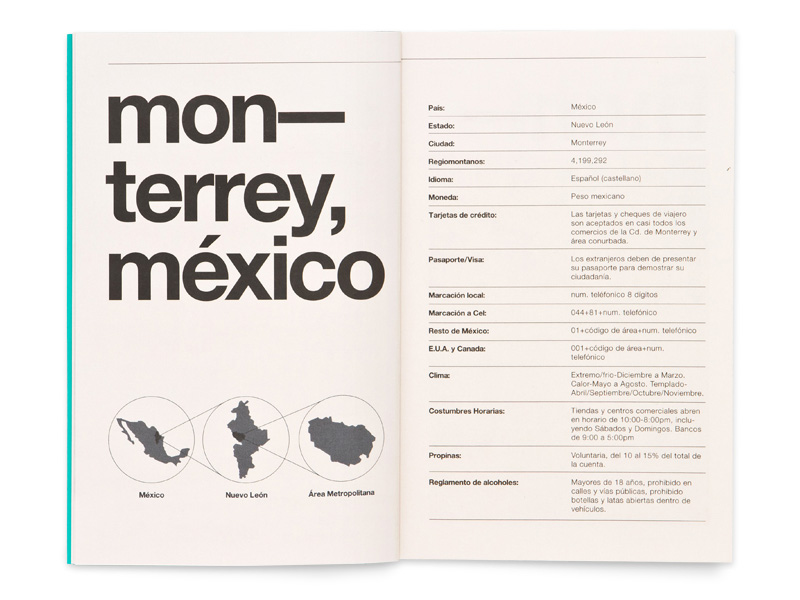 mon—
terrey,
méxico
México
Nuevo León
Área Metropolitana
País: México
Estado: Nuevo León
Ciudad: Monterrey
Regiomontanos: 4,199,292
Idioma: Español (castellano)
Moneda: Peso mexicano
Tarjetas de crédito: Las tarjetas y cheques de viajero
son aceptados en casi todos los
comercios de la Cd. de Monterrey y
área conurbada.
Pasaporte/Visa: Los extranjeros deben de presentar
su pasaporte para demostrar su
ciudadanía.
Marcación local: num. teléfonico 8 dígitos
Marcación a Cel: 044+81+num. telefónico
Resto de México: 01+código de área+num. telefónico
E.U.A. y Canada: 001+código de área+num.
telefónico
Clima: Extremo/frio-Diciembre a Marzo.
Calor-Mayo a Agosto. Templado-
Abril/Septiembre/Octubre/Noviembre.
Costumbres Horarias: Tiendas y centros comerciales abren
en horario de 10:00-8:00pm, inclu-
yendo Sábados y Domingos. Bancos
de 9:00 a 5:00pm
Propinas: Voluntaria, del 10 al 15% del total de
la cuenta.
Reglamento de alcoholes: Mayores de 18 años, prohibido en
calles y vías públicas, prohibido
botellas y latas abiertas dentro de
vehículos.